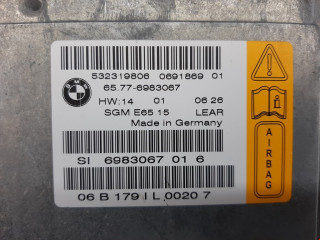 BMW
532319806 0691869 01
65.77-6983067
HW:14 01 06 26
SGM E65 15 LEAR
Made in Germany
SI 6983067 01 6
06 B 179 I L 0020 7
AIRBAG